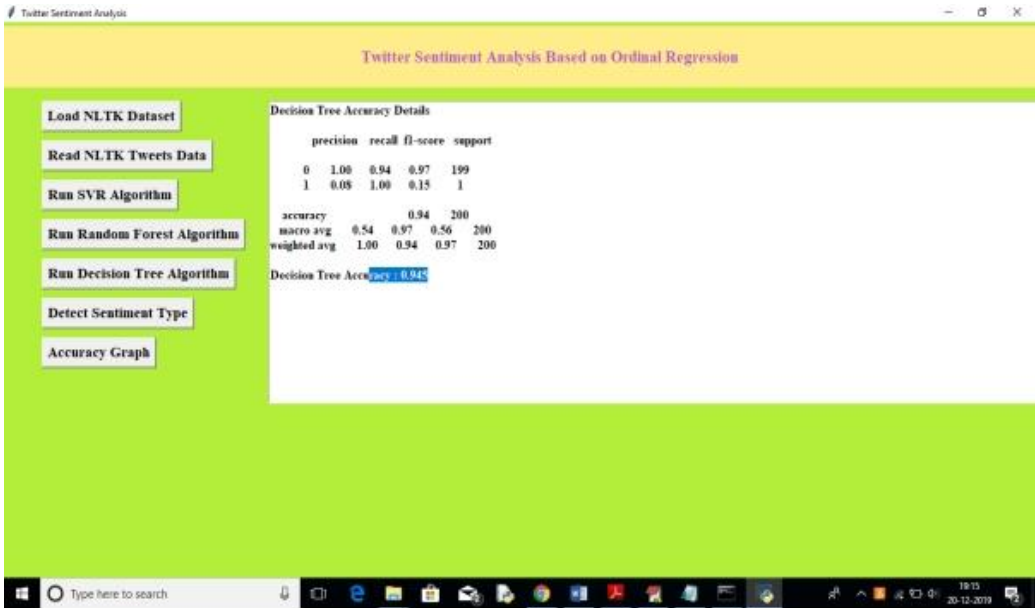 Twitter Sentiment Analysis
Twitter Sentiment Analysis Based on Ordinal Regression
Load NLTK Dataset
Read NLTK Tweets Data
Run SVR Algorithm
Run Random Forest Algorithm
Run Decision Tree Algorithm
Detect Sentiment Type
Accuracy Graph
Decision Tree Accuracy Details
precision recall f1-score support
0 1.00 0.94 0.97 199
1 0.08 1.00 0.15 1
accuracy 0.94 200
macro avg 0.54 0.97 0.56 200
weighted avg 1.00 0.94 0.97 200
Decision Tree Accuracy : 0.945
Type here to search
19:15
20-12-2019